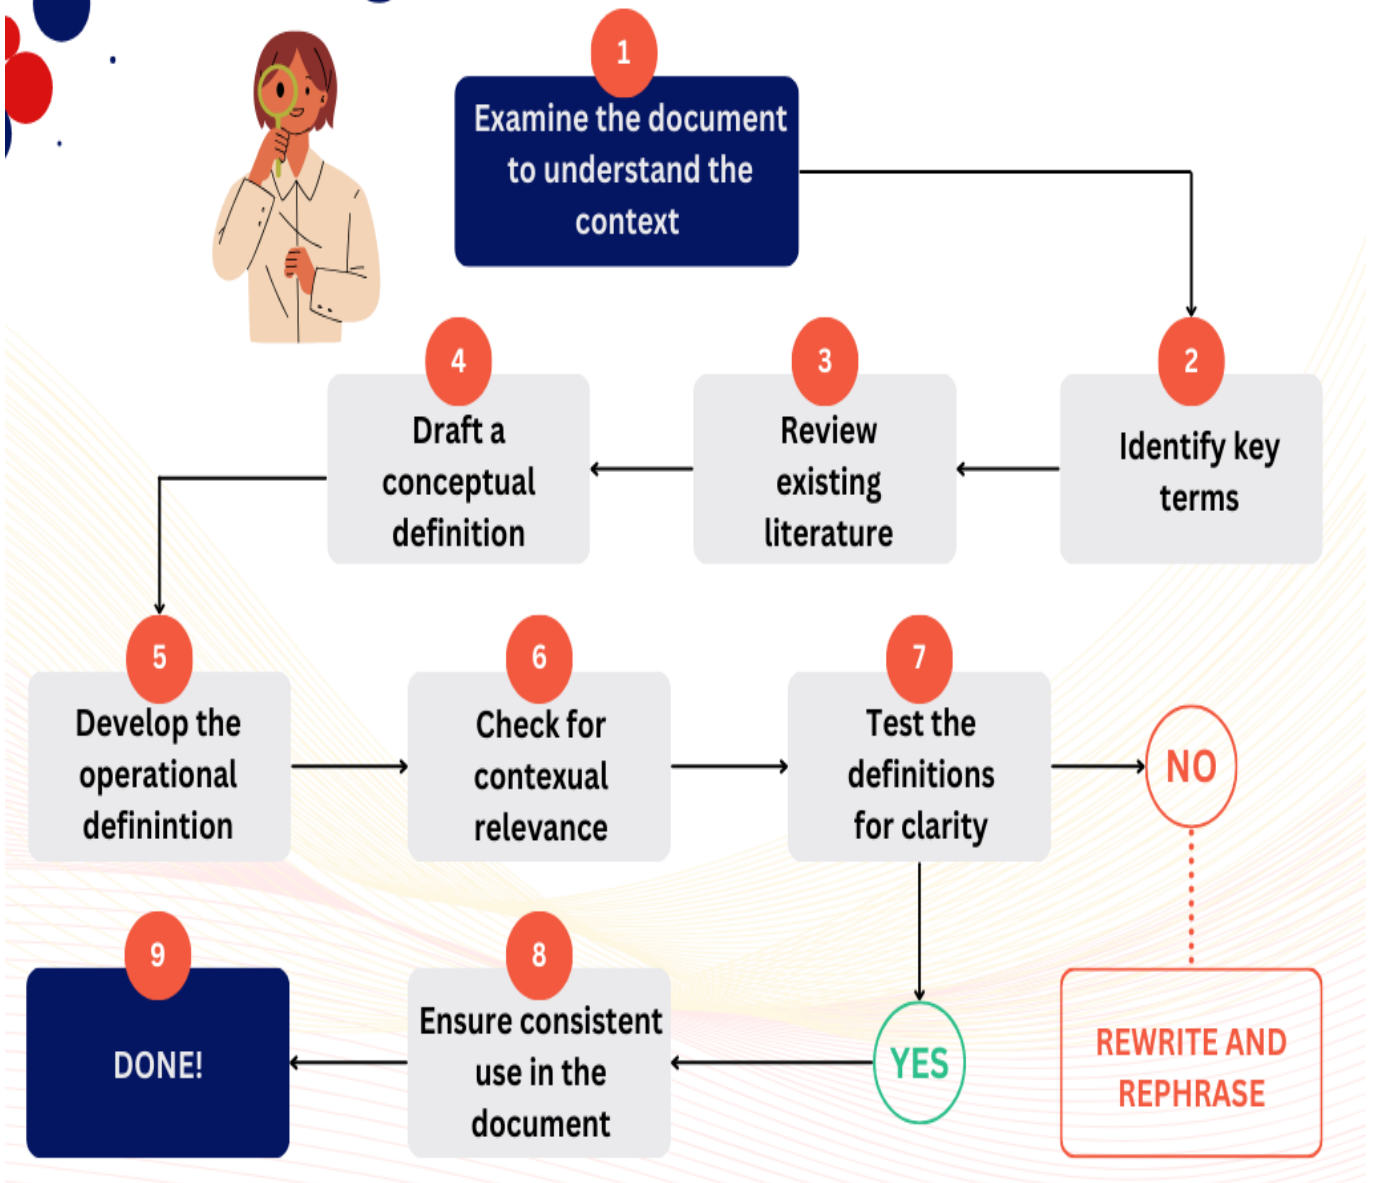 1
Examine the document
to understand the
context
2
Identify key
terms
3
Review
existing
literature
4
Draft a
conceptual
definition
5
Develop the
operational
definintion
6
Check for
contexual
relevance
7
Test the
definitions
for clarity
NO
REWRITE AND
REPHRASE
YES
8
Ensure consistent
use in the
document
9
DONE!